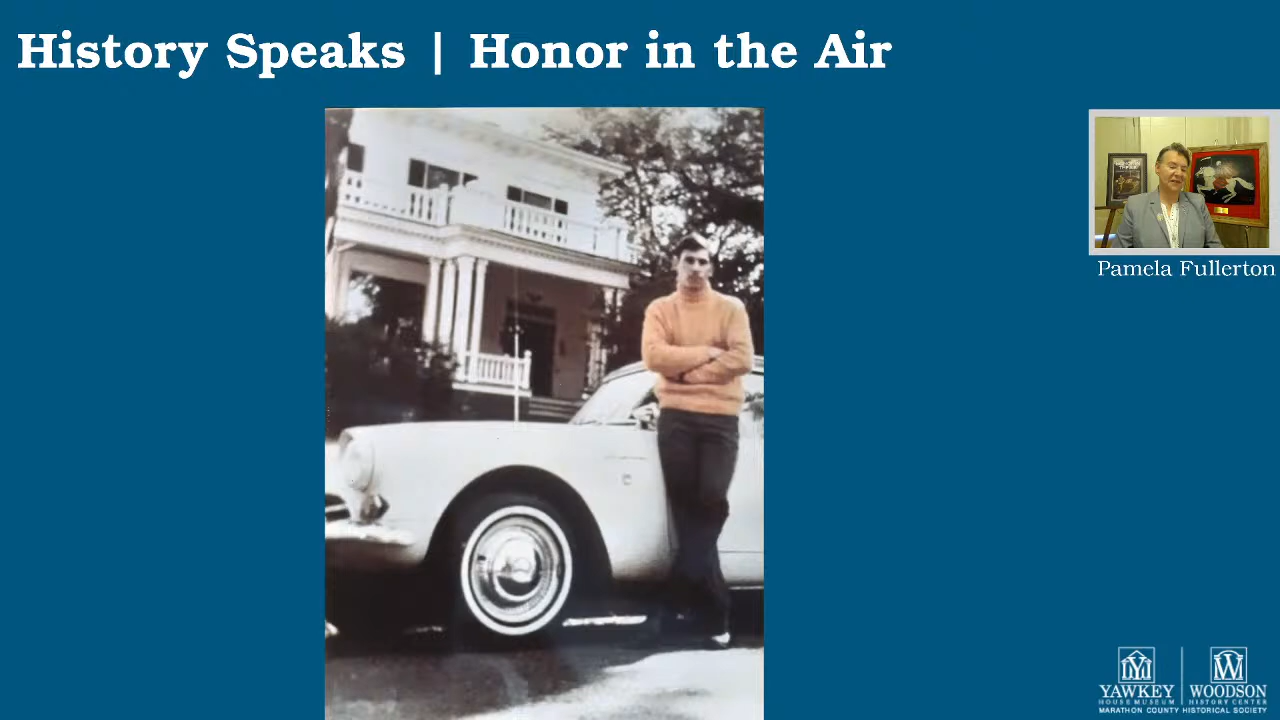 History Speaks | Honor in the Air
Pamela Fullerton
YAWKEY
HOUSE MUSEUM
WOODSON
HISTORY CENTER
MARATHON COUNTY HISTORICAL SOCIETY